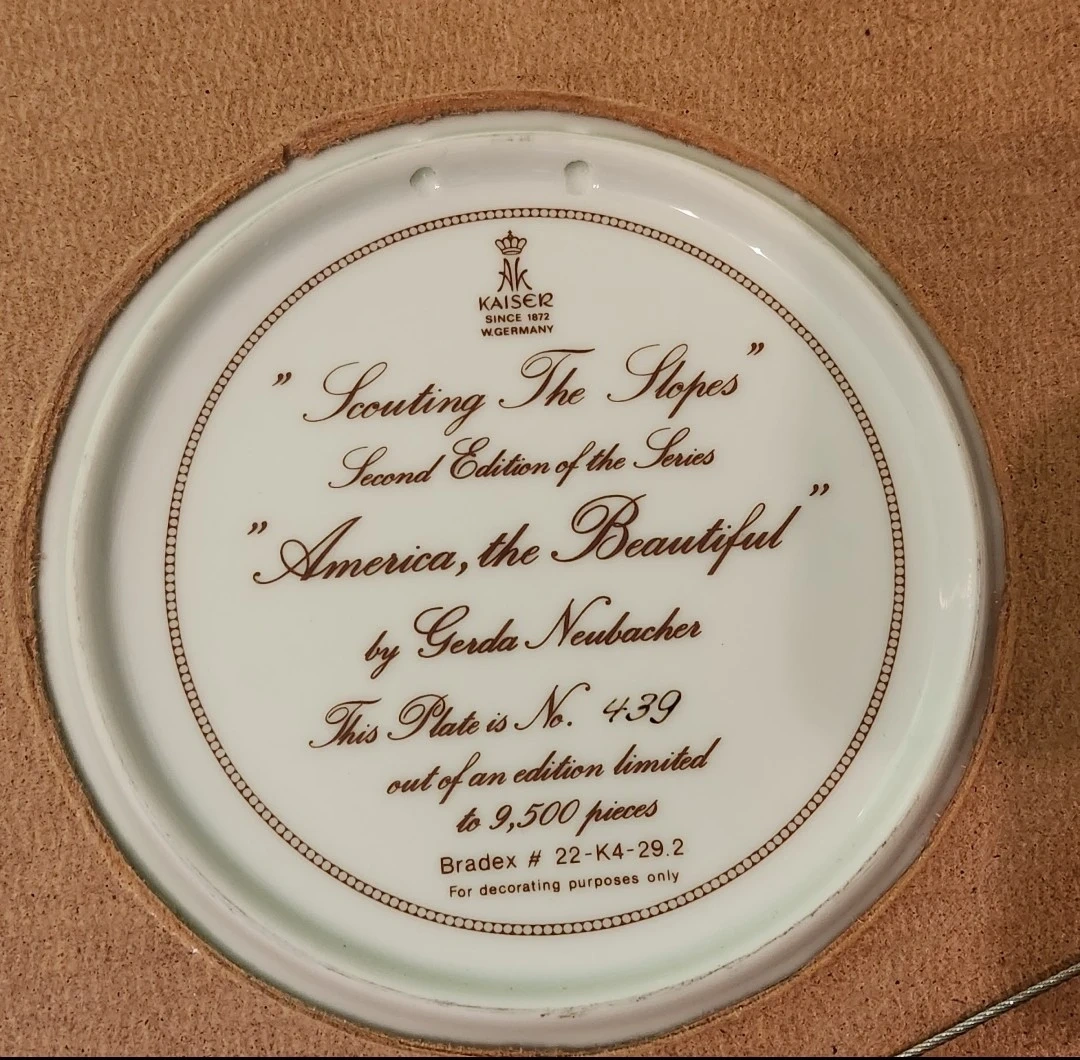 AK
KAISER
SINCE 1872
W.GERMANY
" Scouting The Slopes "
Second Edition of the Series
" America, the Beautiful "
by Gerda Neubacher
This Plate is No. 439
out of an edition limited
to 9,500 pieces
Bradex # 22-K4-29.2
For decorating purposes only